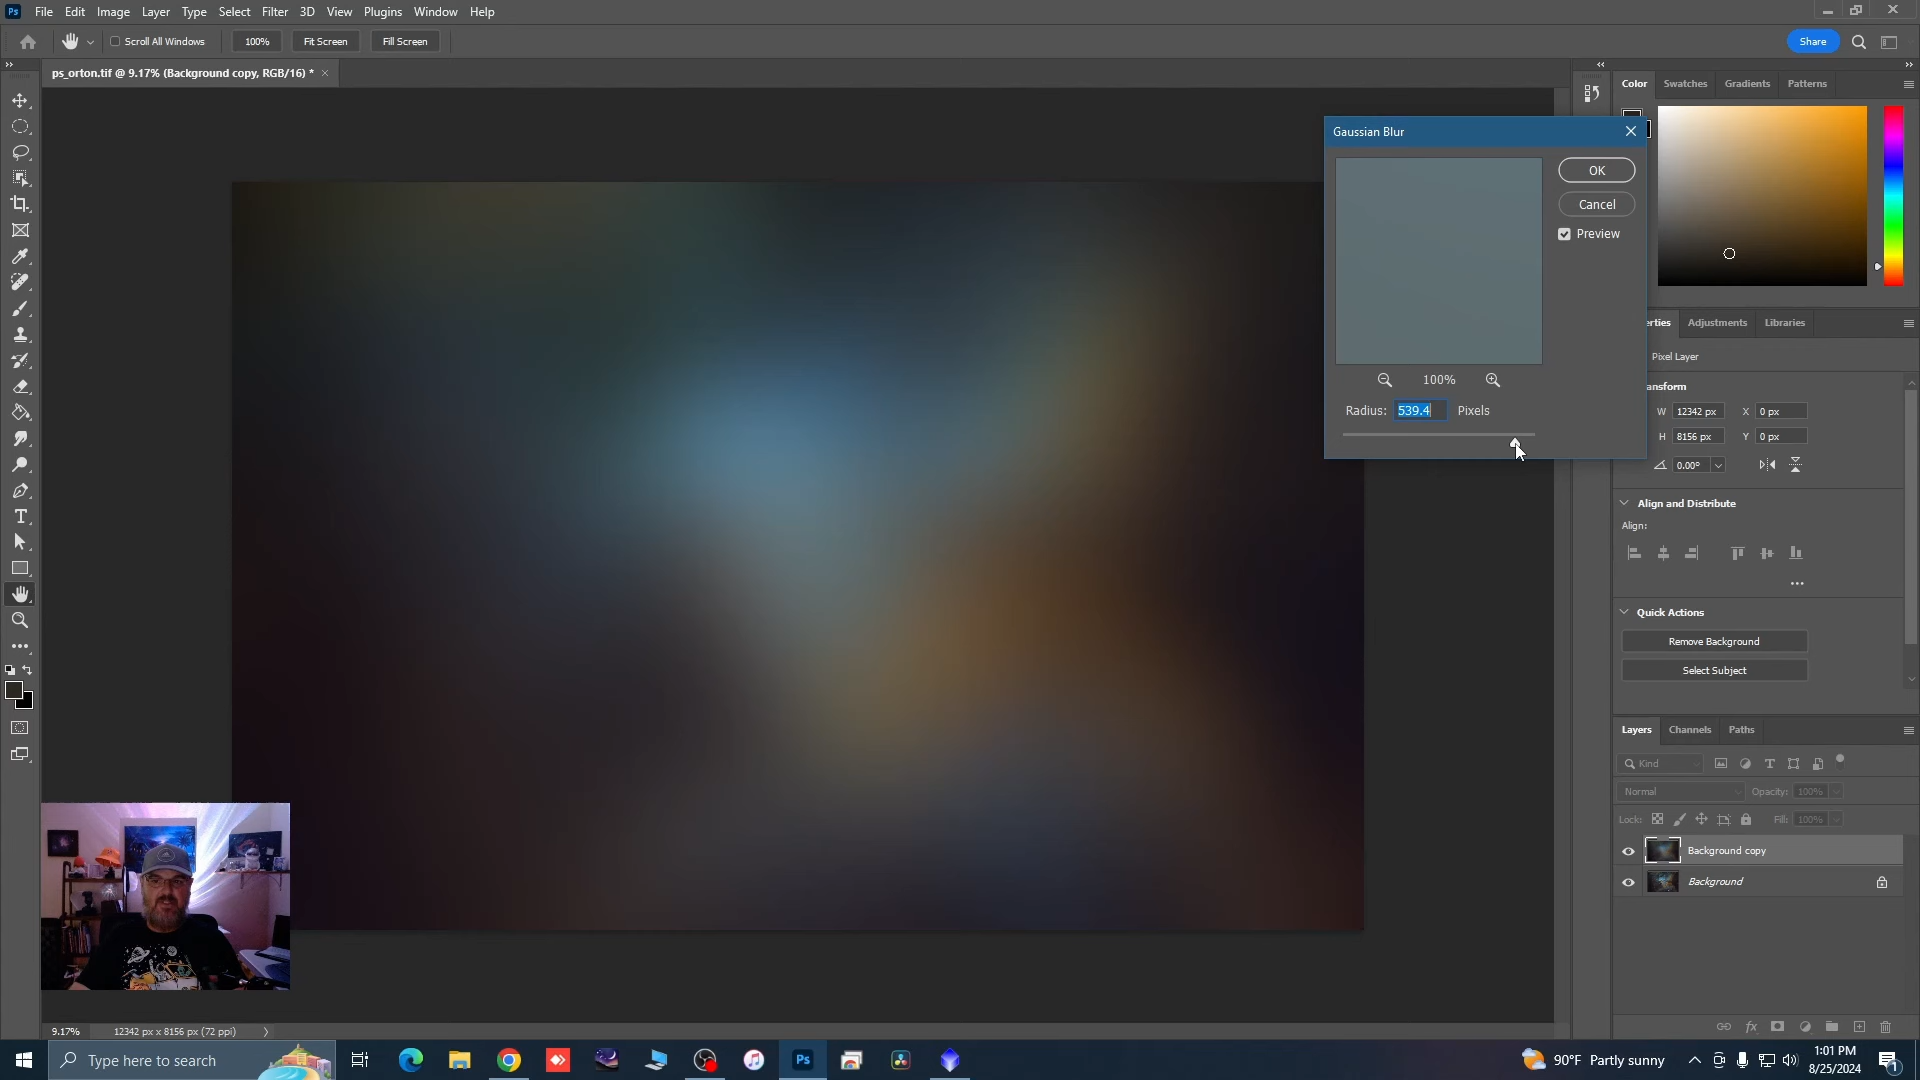 Ps File Edit Image Layer Type Select Filter 3D View Plugins Window Help
Scroll All Windows 100% Fit Screen Fill Screen Share
ps_orton.tif @ 9.17% (Background copy, RGB/16) *
Color Swatches Gradients Patterns
Gaussian Blur
OK
Cancel
Preview
100%
Radius: 539.4 Pixels
erties Adjustments Libraries
Pixel Layer
ansform
W 12342 px X 0 px
H 8156 px Y 0 px
0.00°
Align and Distribute
Align:
Quick Actions
Remove Background
Select Subject
Layers Channels Paths
Kind
Normal Opacity: 100%
Lock: Fill: 100%
Background copy
Background
9.17% 12342 px x 8156 px (72 ppi)
Type here to search
Ps
90°F Partly sunny
1:01 PM
8/25/2024
1